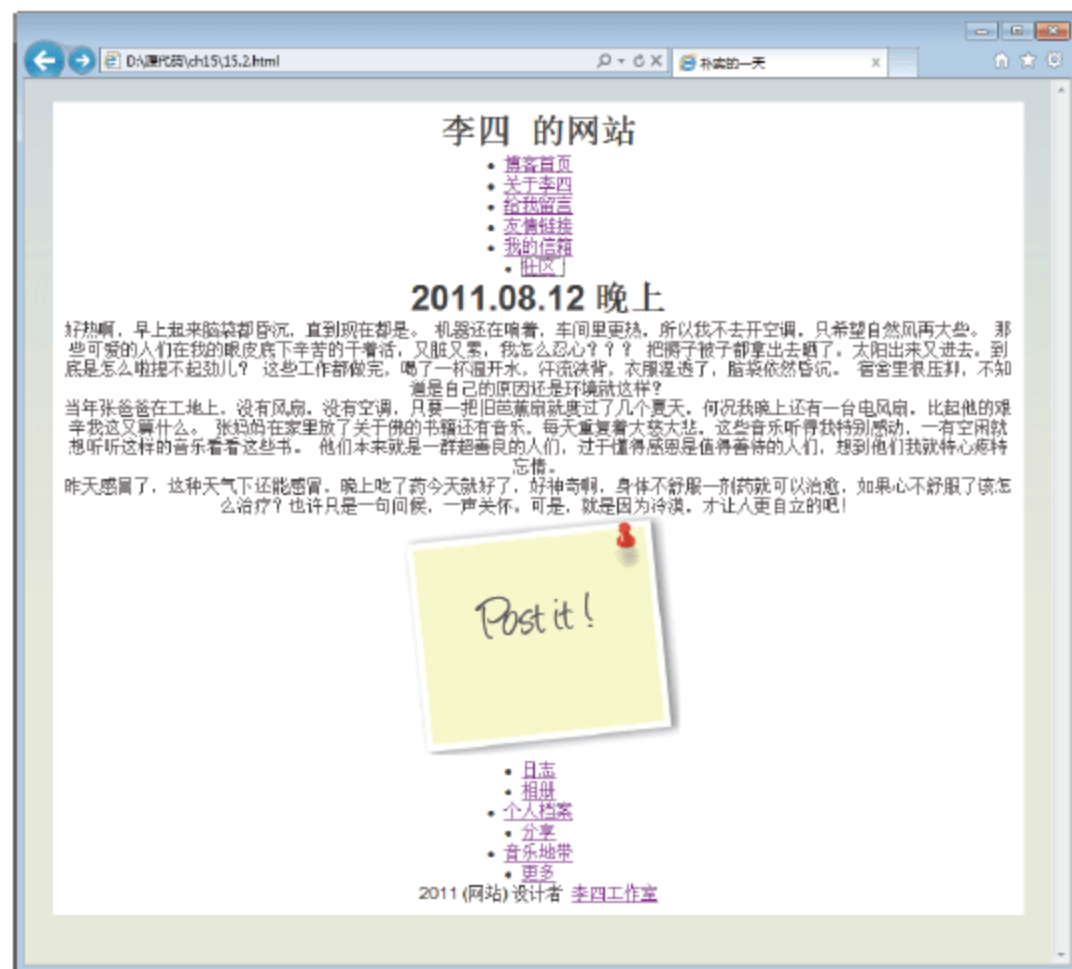 D:\源代码\ch15\15.2.html
朴实的一天
李四 的网站
博客首页
关于李四
给我留言
友情链接
我的信箱
社区
2011.08.12 晚上
好热啊，早上起来脑袋都昏沉，直到现在都是。 机器还在响着，车间里更热，所以我不去开空调，只希望自然风再大些。 那
些可爱的人们在我的眼皮底下辛苦的干着活，又脏又累，我怎么忍心？？？ 把褥子被子都拿出去晒了，太阳出来又进去，到
底是怎么啦提不起劲儿？ 这些工作都做完，喝了一杯温开水，汗流浃背，衣服湿透了，脑袋依然昏沉。 宿舍里很压抑，不知
道是自己的原因还是环境就这样？
当年张爸爸在工地上，没有风扇，没有空调，只要一把旧芭蕉扇就度过了几个夏天，何况我晚上还有一台电风扇，比起他的艰
辛我这又算什么。 张妈妈在家里放了关于佛的书籍还有音乐，每天重复着大慈大悲，这些音乐听得我特别感动，一有空闲就
想听听这样的音乐看看这些书。 他们本来就是一群超善良的人们，过于懂得感恩是值得善待的人们，想到他们我就特心疼特
忘情。
昨天感冒了，这种天气下还能感冒，晚上吃了药今天就好了，好神奇啊，身体不舒服一剂药就可以治愈，如果心不舒服了该怎
么治疗？也许只是一句问候，一声关怀。可是，就是因为冷漠，才让人更自立的吧！
Post it!
日志
相册
个人档案
分享
音乐地带
更多
2011 (网站) 设计者 李四工作室